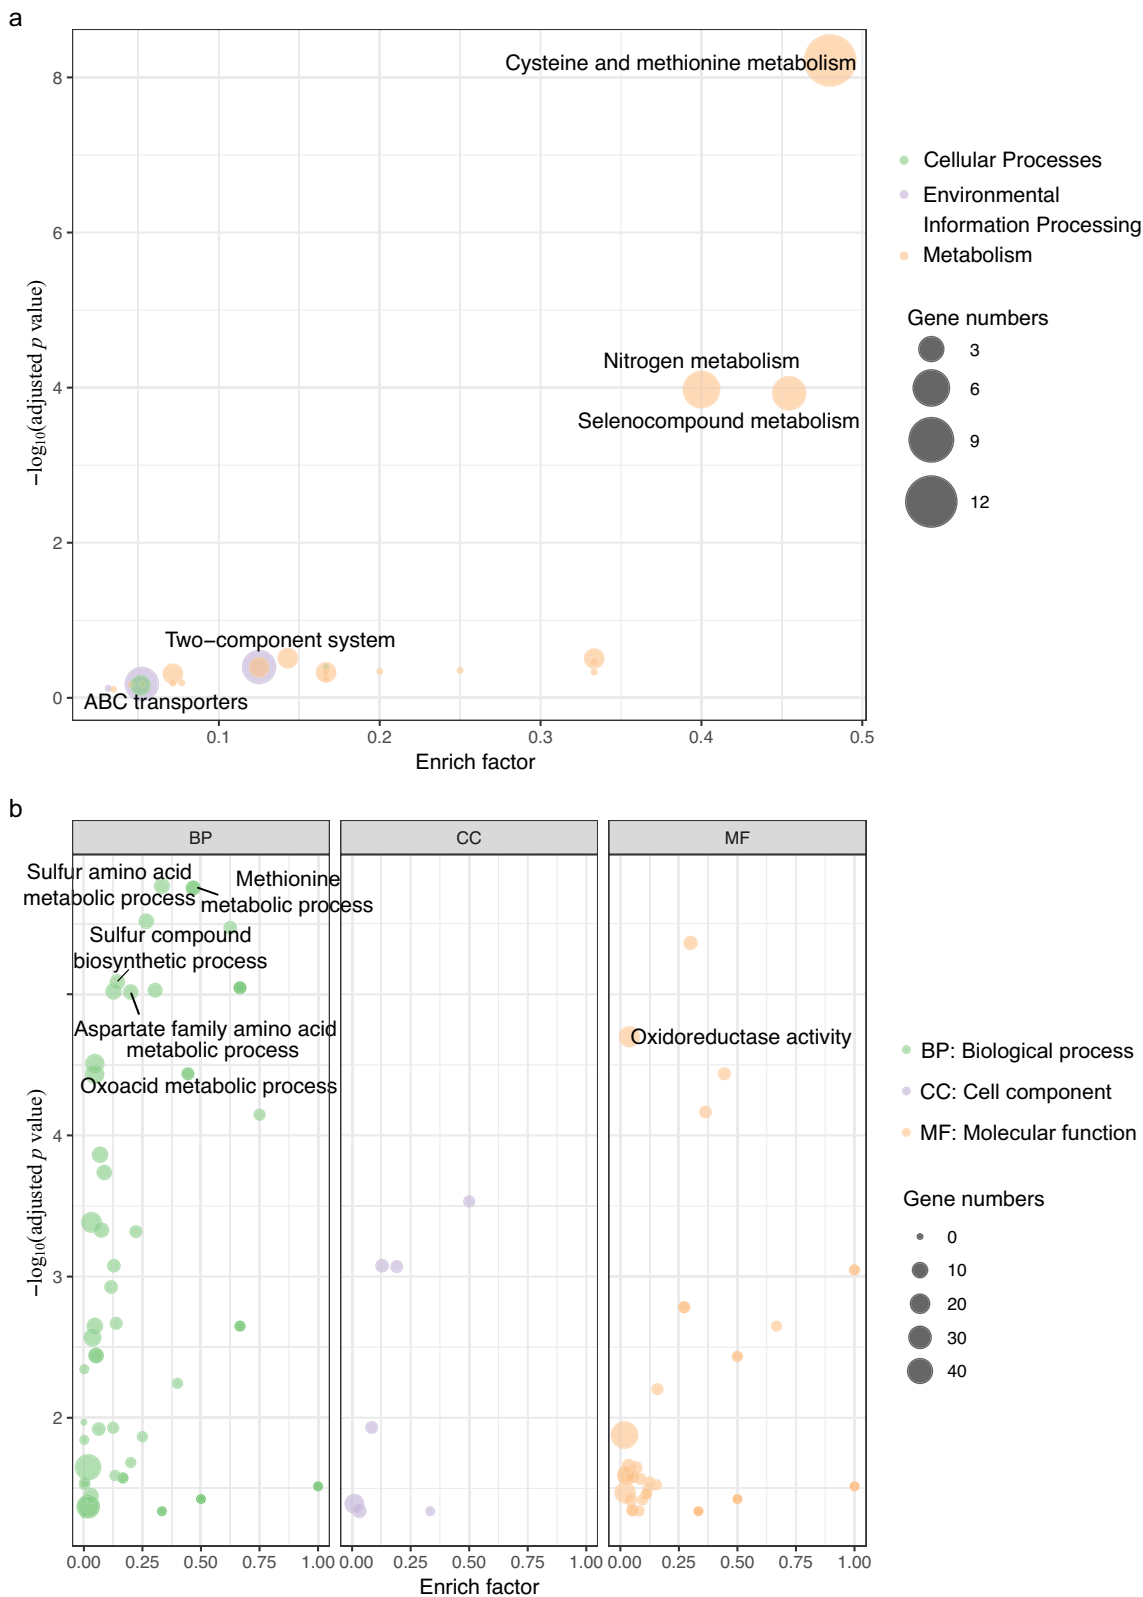 a
Cysteine and methionine metabolism
Nitrogen metabolism
Selenocompound metabolism
Two−component system
ABC transporters
8
6
4
2
0
−log10(adjusted p value)
0.1
0.2
0.3
0.4
0.5
Enrich factor
Cellular Processes
Environmental
Information Processing
Metabolism
Gene numbers
3
6
9
12
b
BP
CC
MF
Sulfur amino acid
metabolic process
Methionine
metabolic process
Sulfur compound
biosynthetic process
Aspartate family amino acid
metabolic process
Oxoacid metabolic process
Oxidoreductase activity
4
3
2
−log10(adjusted p value)
0.00
0.25
0.50
0.75
1.00
0.00
0.25
0.50
0.75
1.00
0.00
0.25
0.50
0.75
1.00
Enrich factor
BP: Biological process
CC: Cell component
MF: Molecular function
Gene numbers
0
10
20
30
40